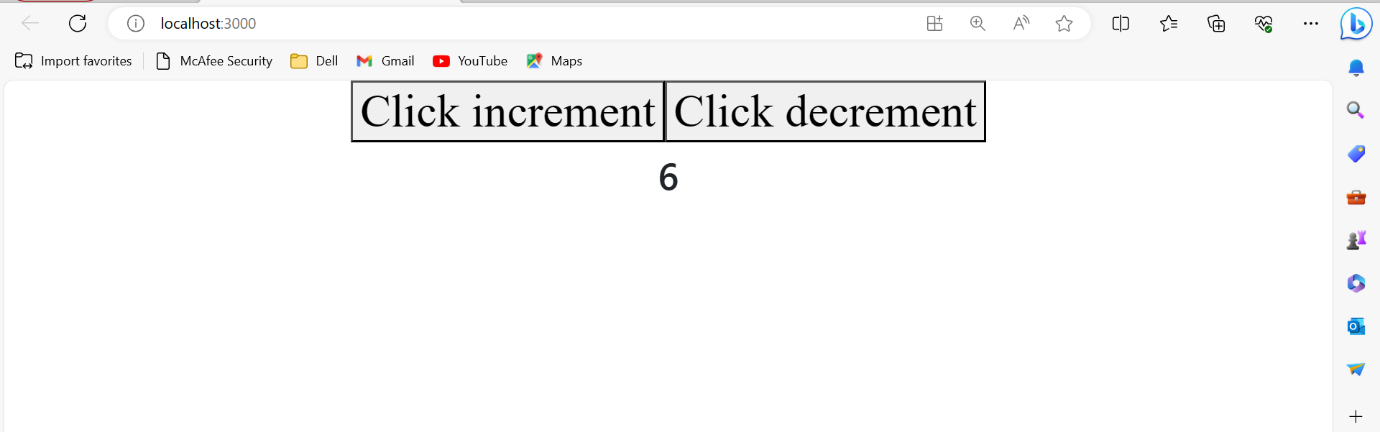 localhost:3000
Import favorites McAfee Security Dell Gmail YouTube Maps
Click increment Click decrement
6